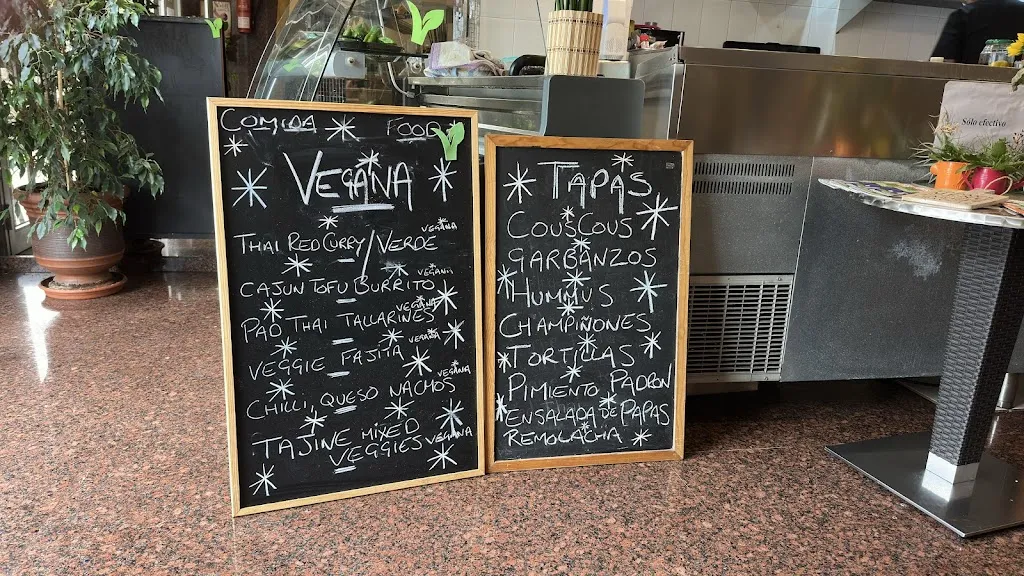 COMIDA FOOD
VEGANA
THAI RED CURRY/VERDE VEGANA
CAJUN TOFU BURRITO VEGANA
PAD THAI TALLARINES VEGANA
VEGGIE FAJITA VEGANA
CHILLI, QUESO NACHOS VEGANA
TAJINE MIXED
VEGGIES VEGANIA
TAPAS
COUSCOUS
GARBANZOS
HUMMUS
CHAMPIÑONES
TORTILLAS
PIMIENTO PADRON
ENSALADA DE PAPAS
REMOLACHA
Sólo efectivo